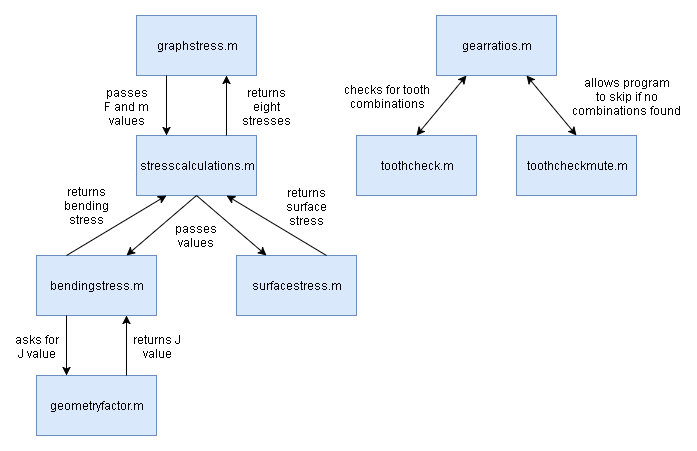 graphstress.m
gearratios.m
passes
F and m
values
returns
eight
stresses
checks for tooth
combinations
allows program
to skip if no
combinations found
stresscalculations.m
toothcheck.m
toothcheckmute.m
returns
bending
stress
passes
values
returns
surface
stress
bendingstress.m
surfacestress.m
asks for
J value
returns J
value
geometryfactor.m